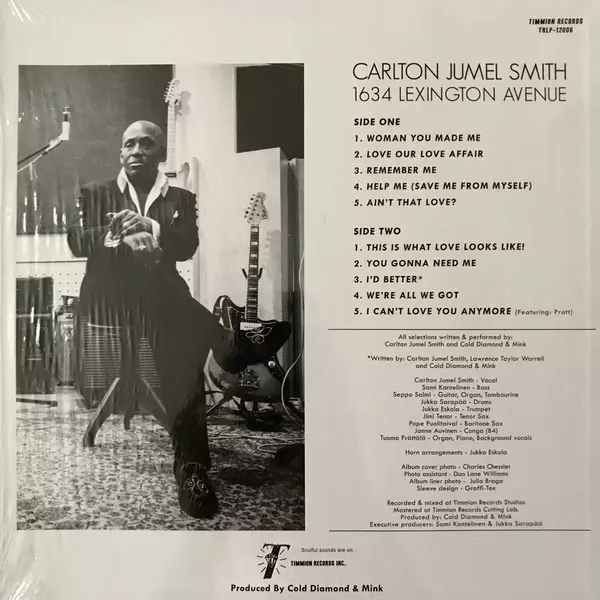 TIMMION RECORDS
TRLP-12006
CARLTON JUMEL SMITH
1634 LEXINGTON AVENUE
SIDE ONE
1. WOMAN YOU MADE ME
2. LOVE OUR LOVE AFFAIR
3. REMEMBER ME
4. HELP ME (SAVE ME FROM MYSELF)
5. AIN'T THAT LOVE?
SIDE TWO
1. THIS IS WHAT LOVE LOOKS LIKE!
2. YOU GONNA NEED ME
3. I'D BETTER*
4. WE'RE ALL WE GOT
5. I CAN'T LOVE YOU ANYMORE (Featuring: Pratt)
All selections written & performed by:
Carlton Jumel Smith and Cold Diamond & Mink
*Written by: Carlton Jumel Smith, Lawrence Taylor Worrell
and Cold Diamond & Mink
Carlton Jumel Smith - Vocal
Sami Kantelinen - Bass
Seppo Salmi - Guitar, Organ, Tambourine
Jukka Sarapää - Drums
Jukka Eskola - Trumpet
Jimi Tenor - Tenor Sax
Pope Puolitaival - Baritone Sax
Janne Auvinen - Conga (B4)
Tuomo Prättälä - Organ, Piano, Background vocals
Horn arrangements - Jukka Eskola
Album cover photo - Charles Chessler
Photo assistant - Dan Lane Williams
Album liner photo - Julia Braga
Sleeve design - Graffi-Tex
Recorded & mixed at Timmion Records Studios
Mastered at Timmion Records Cutting Lab.
Produced by: Cold Diamond & Mink
Executive producers: Sami Kantelinen & Jukka Sarapää
Soulful sounds are on...
TIMMION RECORDS INC.
Produced By Cold Diamond & Mink